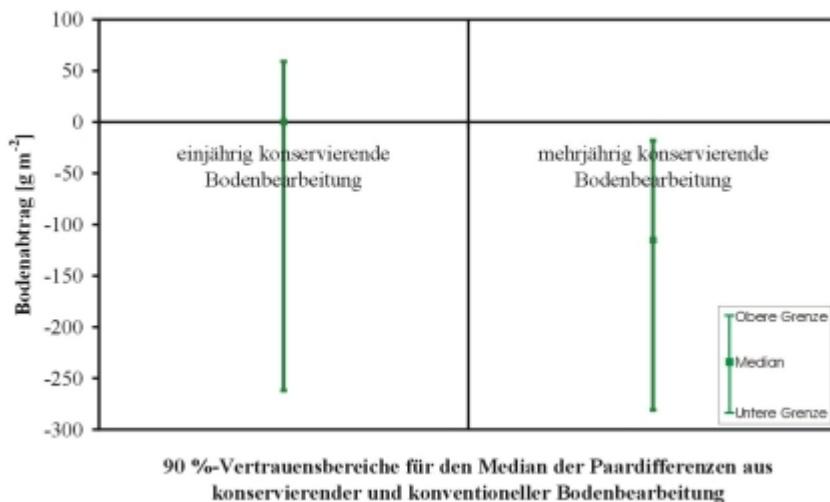 100
50
0
-50
-100
-150
-200
-250
-300
Bodenabtrag [g m⁻²]
einjährig konservierende
Bodenbearbeitung
mehrjährig konservierende
Bodenbearbeitung
Obere Grenze
Median
Untere Grenze
90 %-Vertrauensbereiche für den Median der Paardifferenzen aus
konservierender und konventioneller Bodenbearbeitung